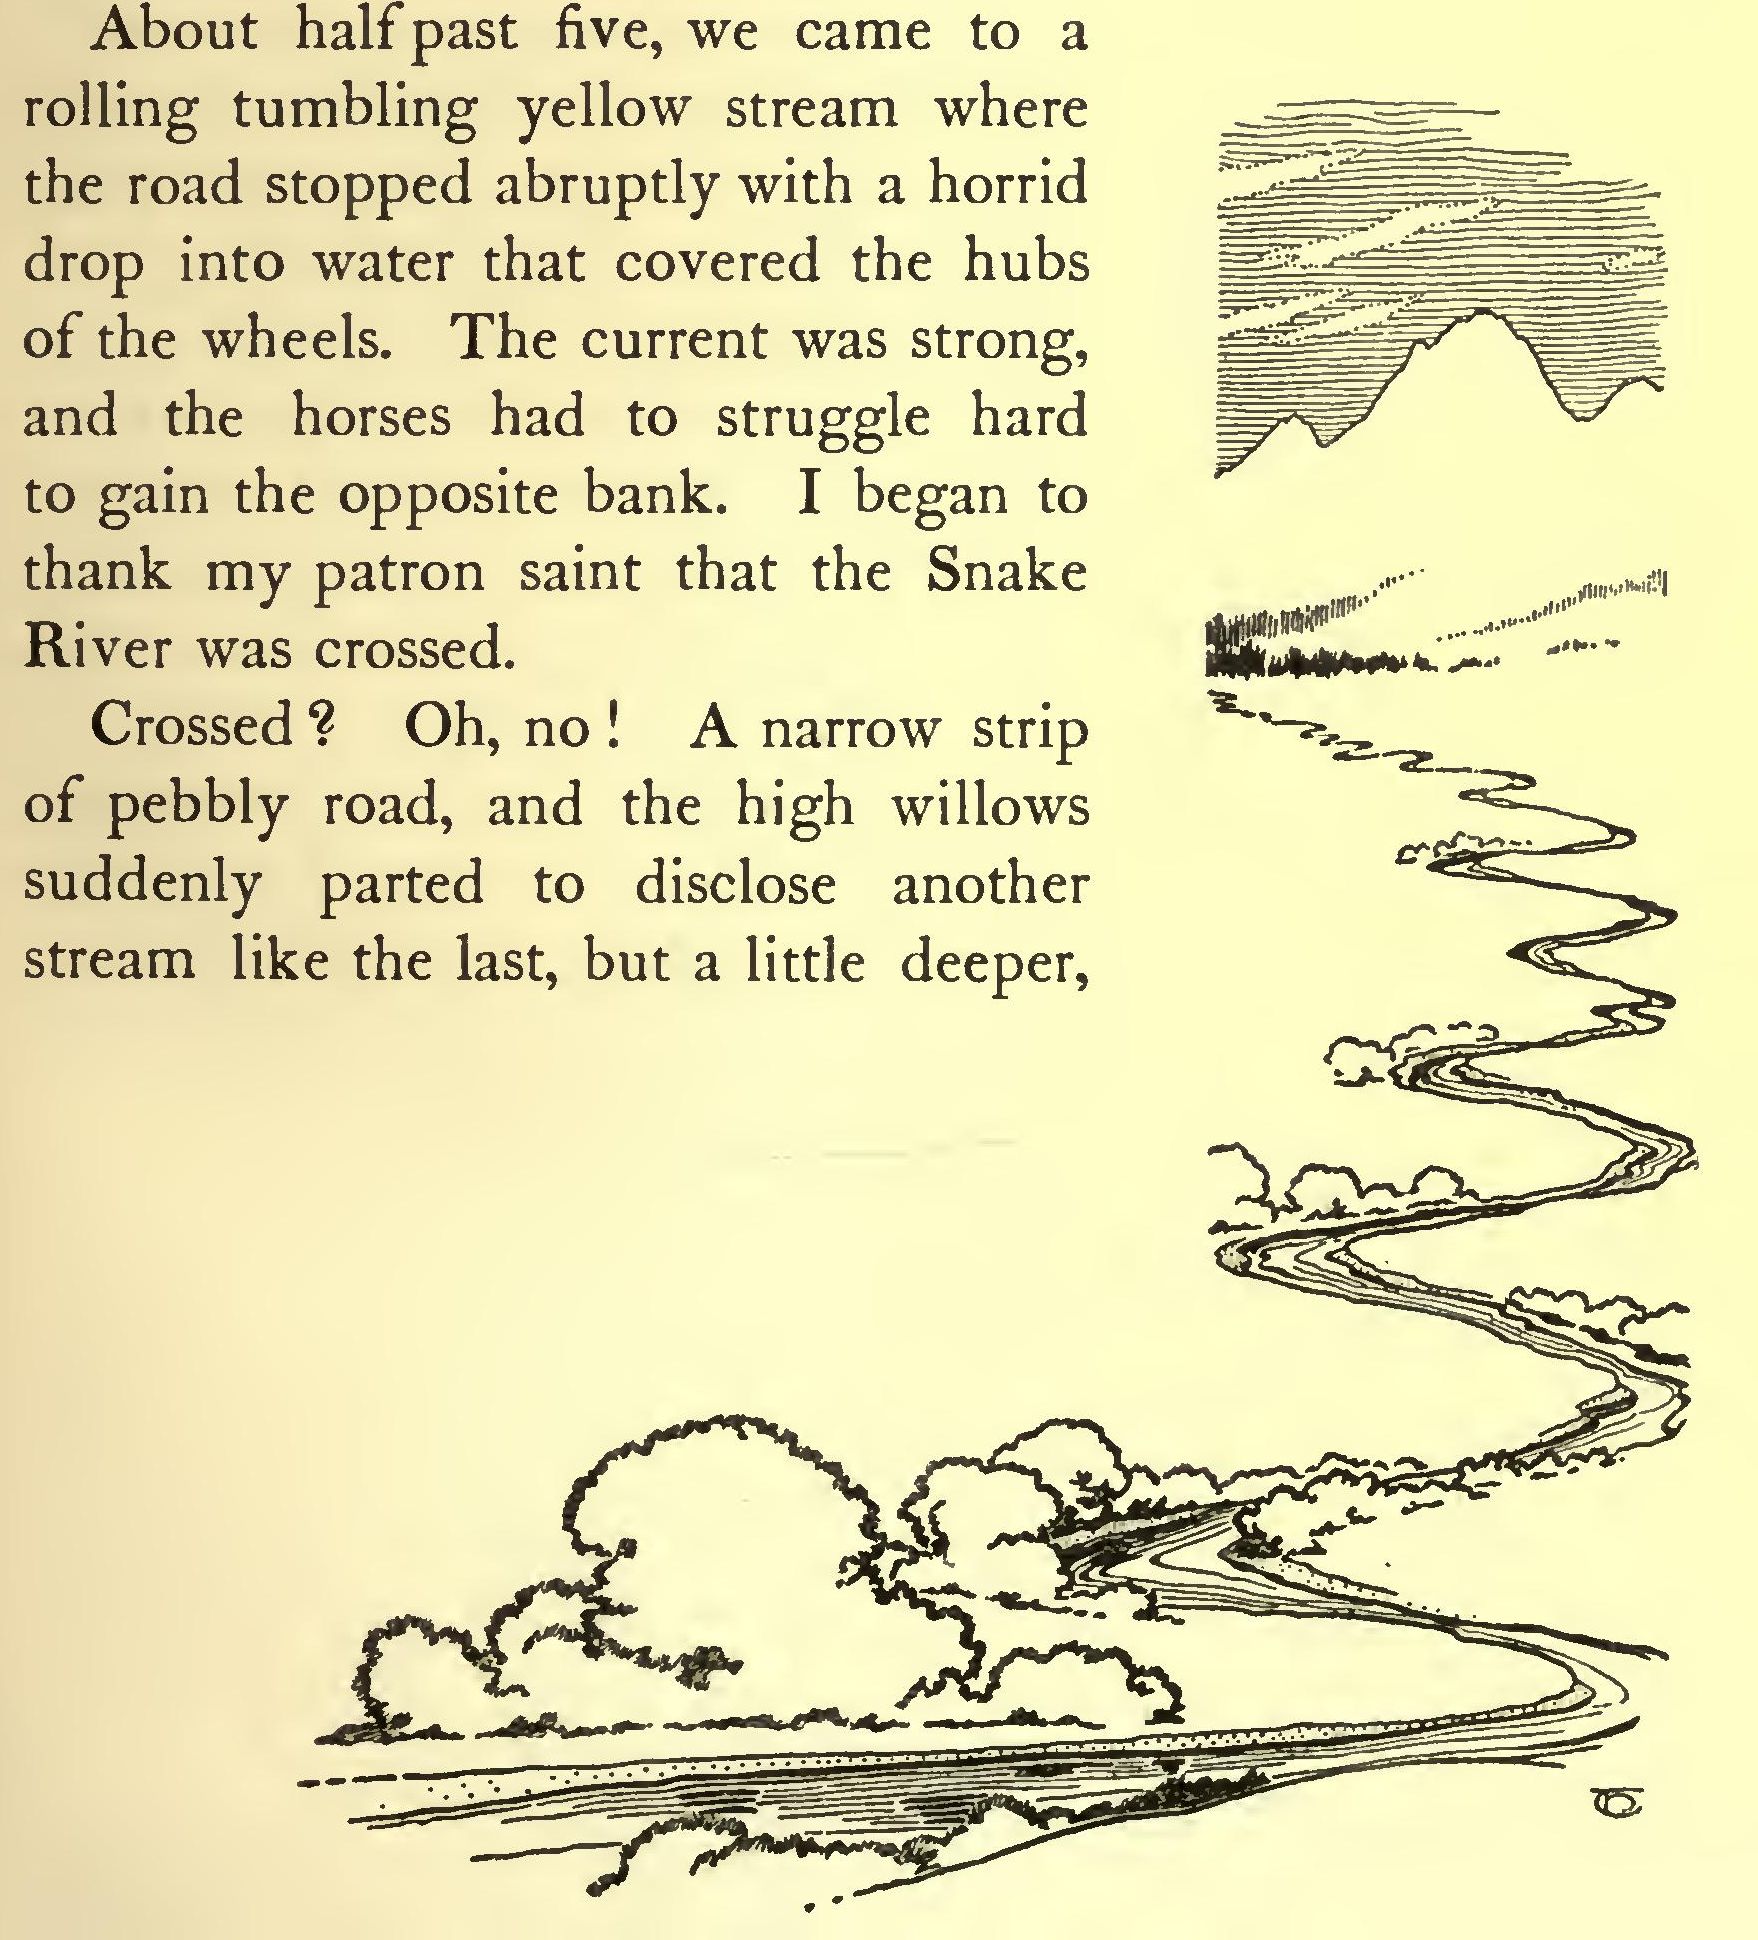 About half past five, we came to a
rolling tumbling yellow stream where
the road stopped abruptly with a horrid
drop into water that covered the hubs
of the wheels. The current was strong,
and the horses had to struggle hard
to gain the opposite bank. I began to
thank my patron saint that the Snake
River was crossed.
Crossed? Oh, no! A narrow strip
of pebbly road, and the high willows
suddenly parted to disclose another
stream like the last, but a little deeper,